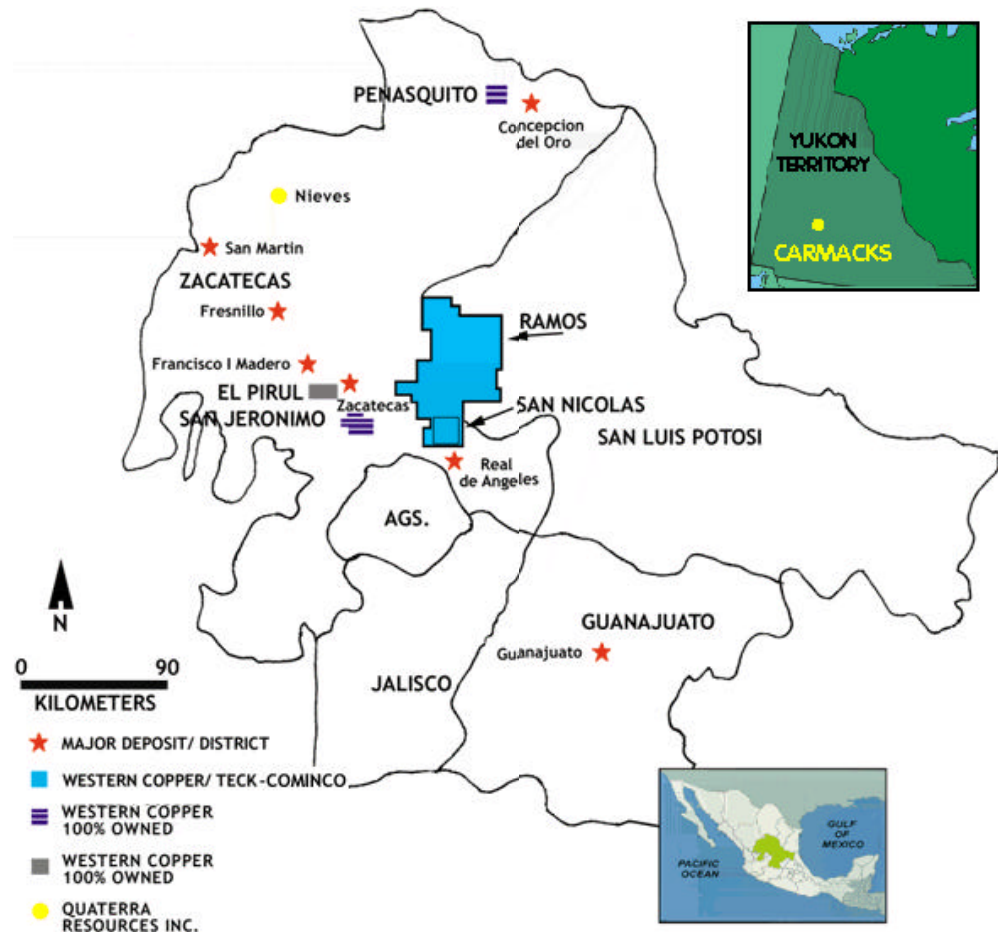 PENASQUITO
Concepcion
del Oro
YUKON
TERRITORY
CARMACKS
Nieves
San Martin
ZACATECAS
Fresnillo
RAMOS
Francisco I Madero
EL PIRUL
Zacatecas
SAN JERONIMO
SAN NICOLAS
SAN LUIS POTOSI
Real
de Angeles
AGS.
N
GUANAJUATO
Guanajuato
JALISCO
0 90
KILOMETERS
MAJOR DEPOSIT/ DISTRICT
WESTERN COPPER/ TECK-COMINCO
WESTERN COPPER
100% OWNED
WESTERN COPPER
100% OWNED
QUATERRA
RESOURCES INC.
GULF
OF
MEXICO
PACIFIC
OCEAN